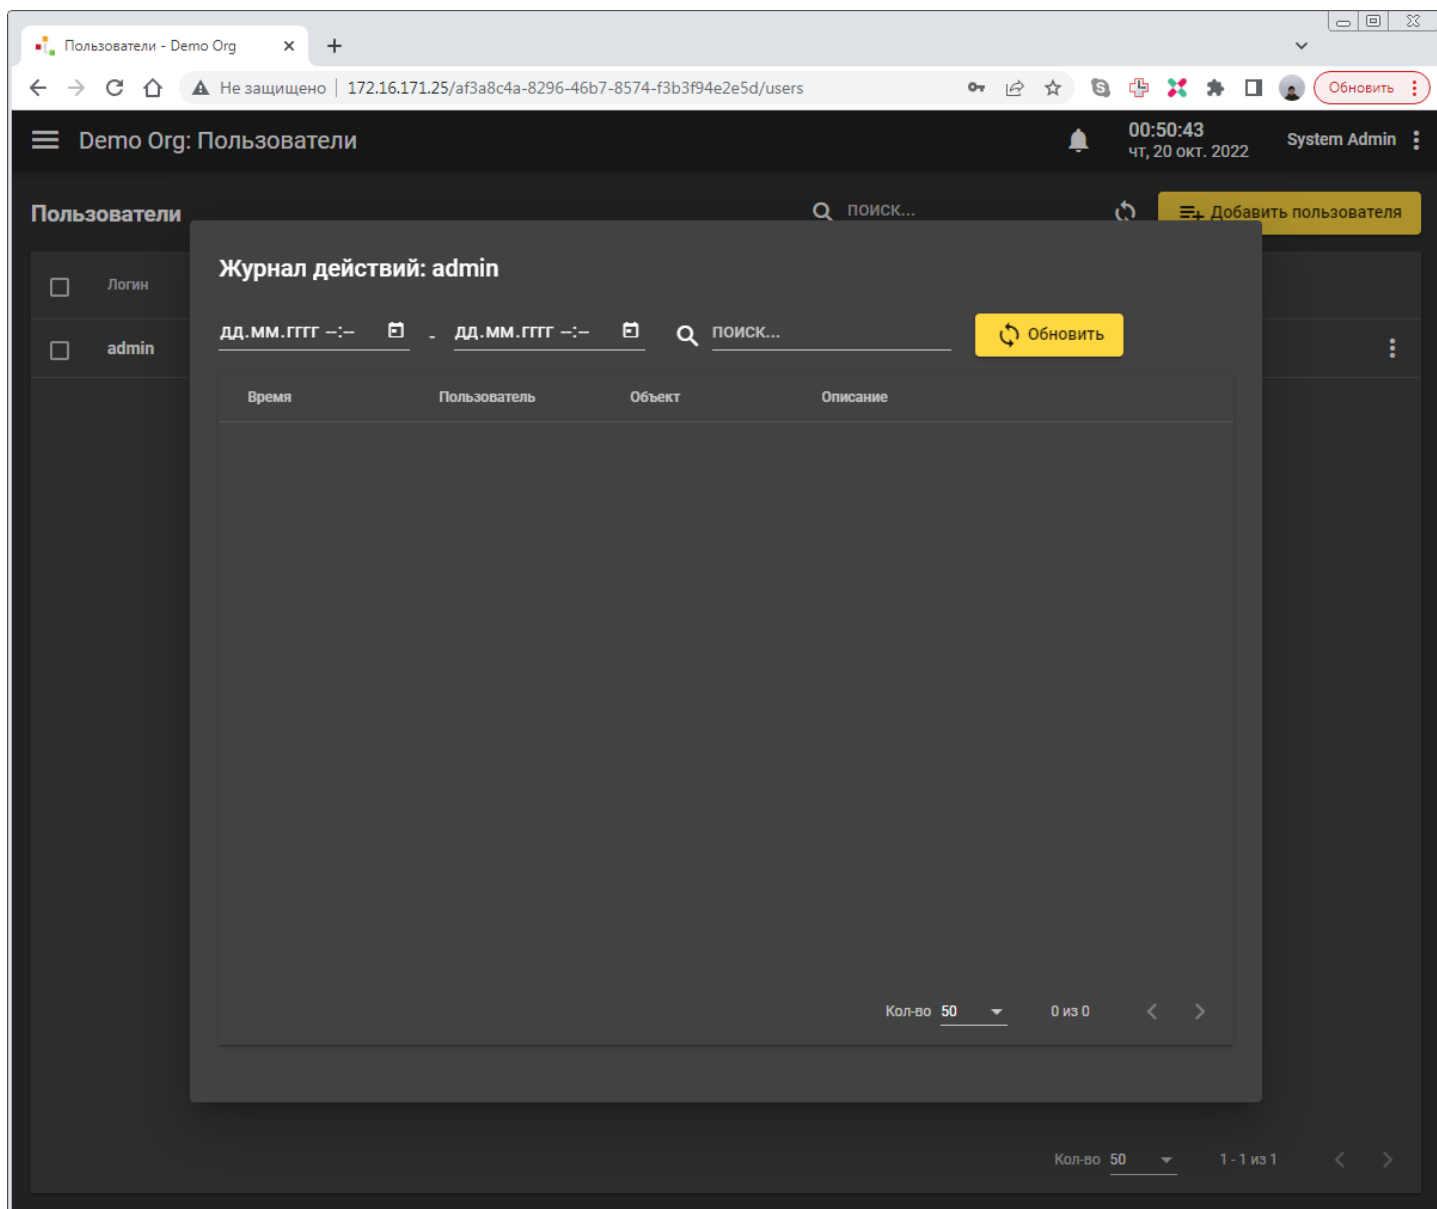 Пользователи - Demo Org
Не защищено | 172.16.171.25/af3a8c4a-8296-46b7-8574-f3b3f94e2e5d/users
Обновить
Demo Org: Пользователи
00:50:43
чт, 20 окт. 2022
System Admin
Пользователи
поиск...
Добавить пользователя
Логин
admin
Журнал действий: admin
дд.мм.гггг --:-- - дд.мм.гггг --:-- поиск... Обновить
Время Пользователь Объект Описание
Кол-во 50 0 из 0
Кол-во 50 1 - 1 из 1